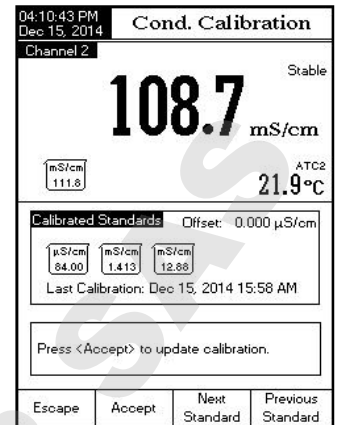 04:10:43 PM
Dec 15, 2014
Cond. Calibration
Channel 2
Stable
108.7 mS/cm
mS/cm
111.8
ATC2
21.9°C
Calibrated Standards Offset: 0.000 µS/cm
µS/cm mS/cm mS/cm
84.00 1.413 12.88
Last Calibration: Dec 15, 2014 15:58 AM
Press <Accept> to update calibration.
Escape Accept Next Standard Previous Standard